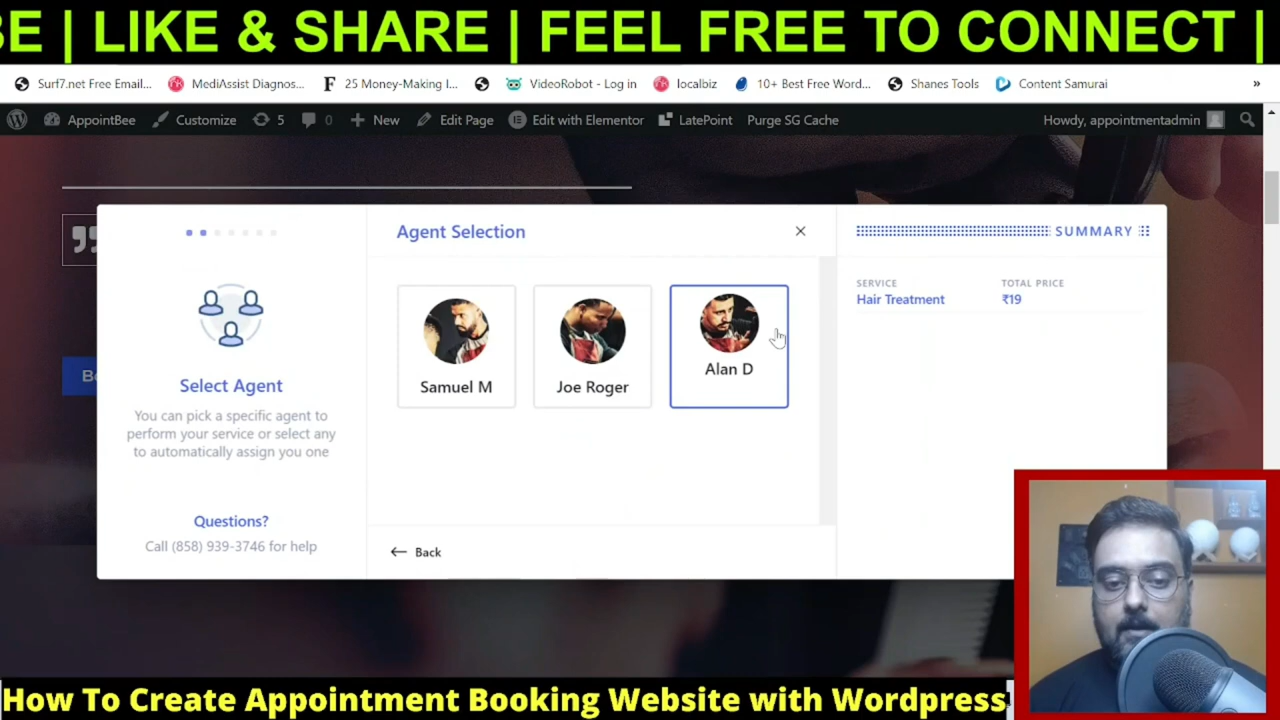 BE | LIKE & SHARE | FEEL FREE TO CONNECT |
Surf7.net Free Email... MediAssist Diagnos... 25 Money-Making I... VideoRobot - Log in localbiz 10+ Best Free Word... Shanes Tools Content Samurai »
AppointBee Customize 5 0 New Edit Page Edit with Elementor LatePoint Purge SG Cache Howdy, appointmentadmin
Agent Selection
SUMMARY
SERVICE
Hair Treatment
TOTAL PRICE
₹19
Samuel M
Joe Roger
Alan D
Select Agent
You can pick a specific agent to
perform your service or select any
to automatically assign you one
Questions?
Call (858) 939-3746 for help
← Back
How To Create Appointment Booking Website with Wordpress